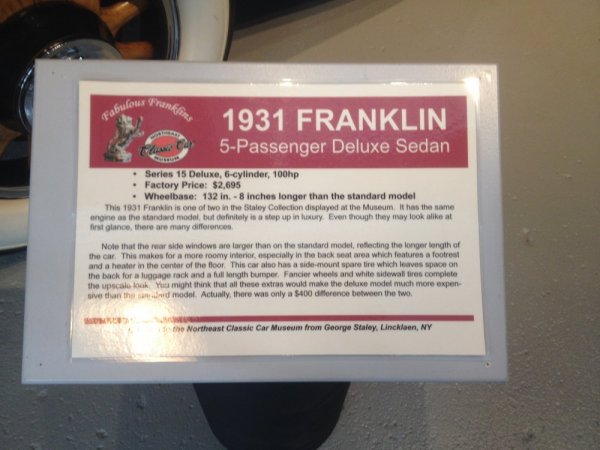 Fabulous Franklins
NORTHEAST
Classic Car
MUSEUM
1931 FRANKLIN
5-Passenger Deluxe Sedan
• Series 15 Deluxe, 6-cylinder, 100hp
• Factory Price: $2,695
• Wheelbase: 132 in. - 8 inches longer than the standard model
This 1931 Franklin is one of two in the Staley Collection displayed at the Museum. It has the same
engine as the standard model, but definitely is a step up in luxury. Even though they may look alike at
first glance, there are many differences.
Note that the rear side windows are larger than on the standard model, reflecting the longer length of
the car. This makes for a more roomy interior, especially in the back seat area which features a footrest
and a heater in the center of the floor. This car also has a side-mount spare tire which leaves space on
the back for a luggage rack and a full length bumper. Fancier wheels and white sidewall tires complete
the upscale look. You might think that all these extras would make the deluxe model much more expen-
sive than the standard model. Actually, there was only a $400 difference between the two.
to the Northeast Classic Car Museum from George Staley, Lincklaen, NY